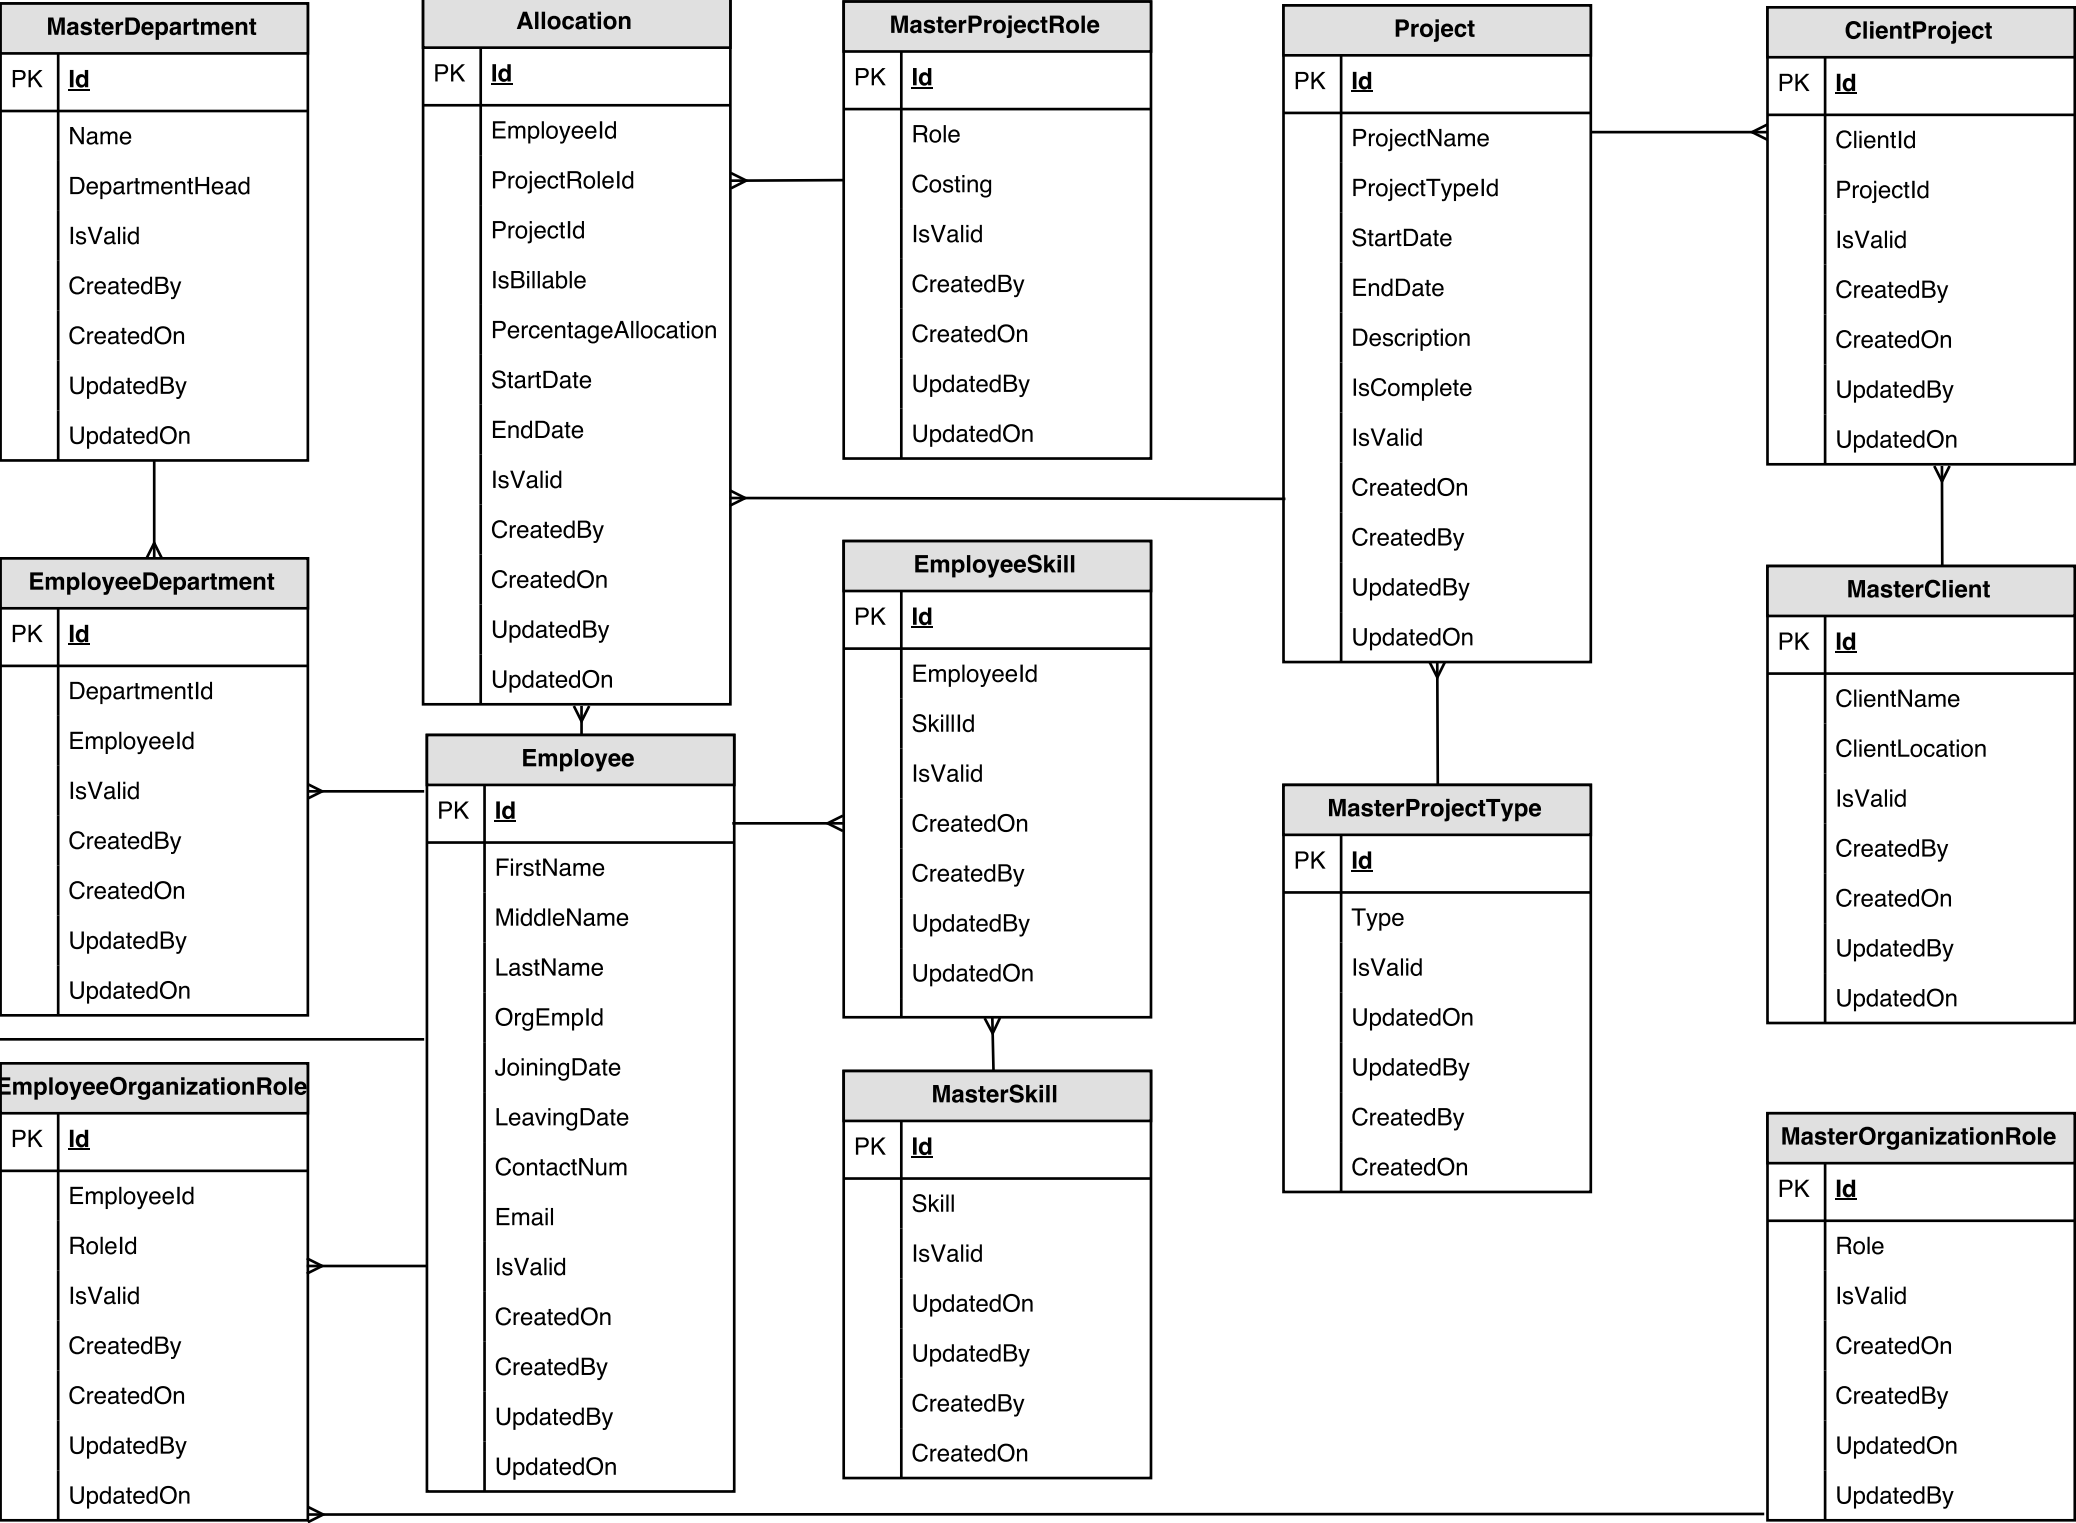 MasterDepartment
PK Id
Name
DepartmentHead
IsValid
CreatedBy
CreatedOn
UpdatedBy
UpdatedOn
Allocation
PK Id
EmployeeId
ProjectRoleId
ProjectId
IsBillable
PercentageAllocation
StartDate
EndDate
IsValid
CreatedBy
CreatedOn
UpdatedBy
UpdatedOn
MasterProjectRole
PK Id
Role
Costing
IsValid
CreatedBy
CreatedOn
UpdatedBy
UpdatedOn
Project
PK Id
ProjectName
ProjectTypeId
StartDate
EndDate
Description
IsComplete
IsValid
CreatedOn
CreatedBy
UpdatedBy
UpdatedOn
ClientProject
PK Id
ClientId
ProjectId
IsValid
CreatedBy
CreatedOn
UpdatedBy
UpdatedOn
EmployeeDepartment
PK Id
DepartmentId
EmployeeId
IsValid
CreatedBy
CreatedOn
UpdatedBy
UpdatedOn
Employee
PK Id
FirstName
MiddleName
LastName
OrgEmpId
JoiningDate
LeavingDate
ContactNum
Email
IsValid
CreatedOn
CreatedBy
UpdatedBy
UpdatedOn
EmployeeSkill
PK Id
EmployeeId
SkillId
IsValid
CreatedOn
CreatedBy
UpdatedBy
UpdatedOn
MasterProjectType
PK Id
Type
IsValid
UpdatedOn
UpdatedBy
CreatedBy
CreatedOn
MasterClient
PK Id
ClientName
ClientLocation
IsValid
CreatedBy
CreatedOn
UpdatedBy
UpdatedOn
EmployeeOrganizationRole
PK Id
EmployeeId
RoleId
IsValid
CreatedBy
CreatedOn
UpdatedBy
UpdatedOn
MasterSkill
PK Id
Skill
IsValid
UpdatedOn
UpdatedBy
CreatedBy
CreatedOn
MasterOrganizationRole
PK Id
Role
IsValid
CreatedOn
CreatedBy
UpdatedOn
UpdatedBy